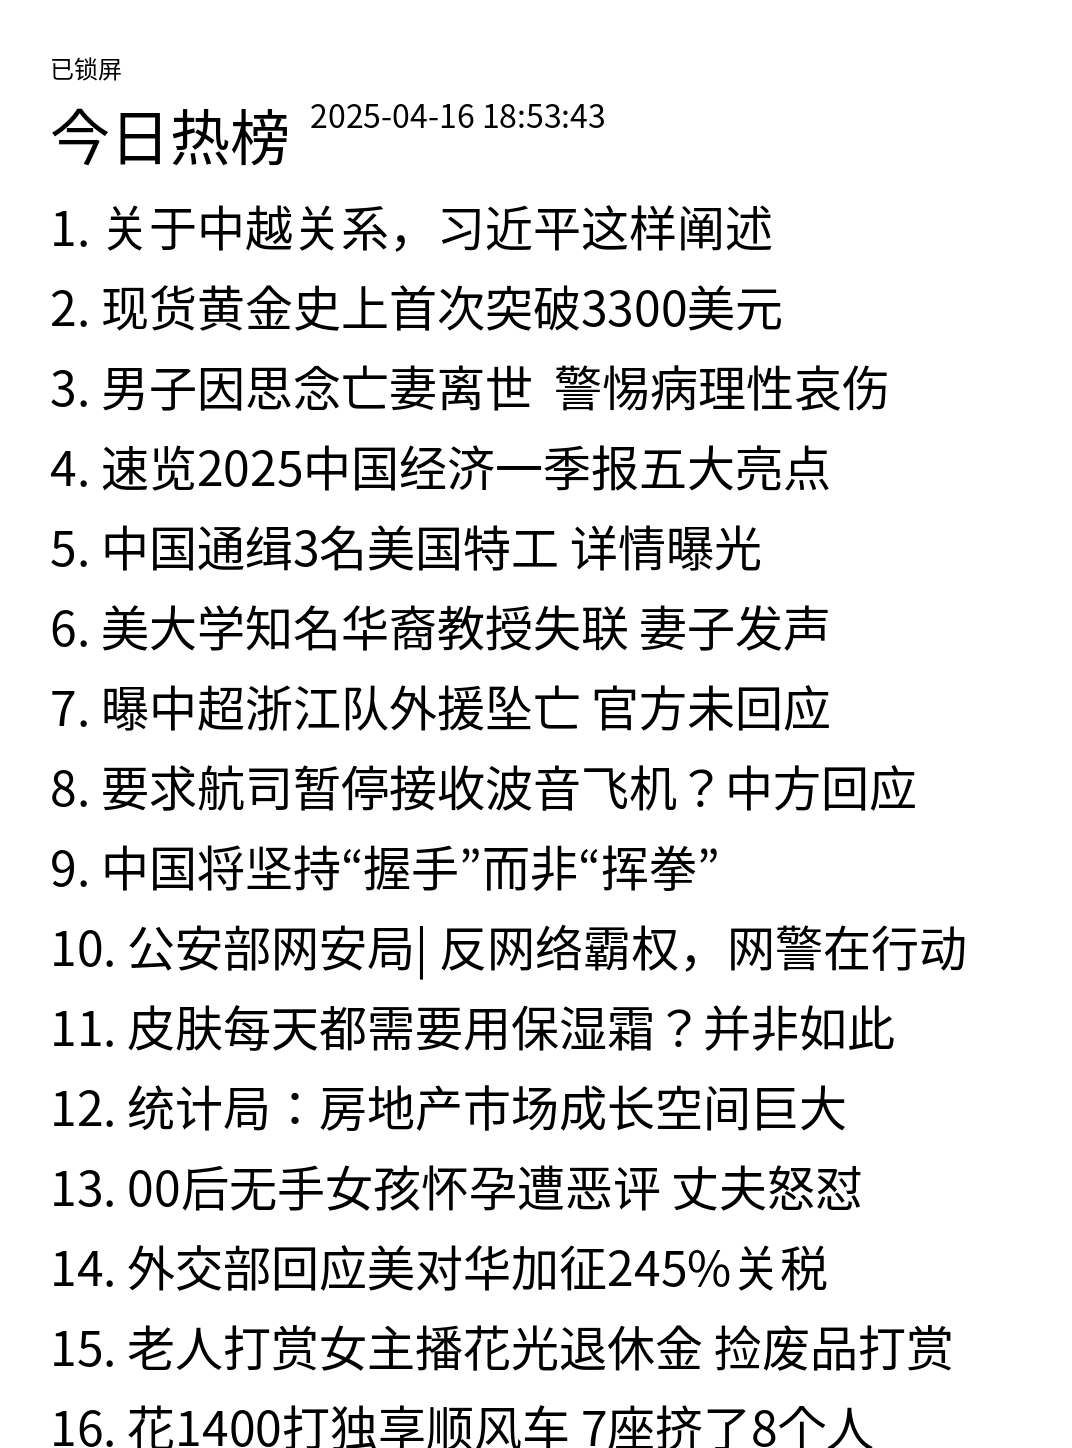 已锁屏
今日热榜 2025-04-16 18:53:43
1. 关于中越关系，习近平这样阐述
2. 现货黄金史上首次突破3300美元
3. 男子因思念亡妻离世 警惕病理性哀伤
4. 速览2025中国经济一季报五大亮点
5. 中国通缉3名美国特工 详情曝光
6. 美大学知名华裔教授失联 妻子发声
7. 曝中超浙江队外援坠亡 官方未回应
8. 要求航司暂停接收波音飞机？中方回应
9. 中国将坚持“握手”而非“挥拳”
10. 公安部网安局| 反网络霸权，网警在行动
11. 皮肤每天都需要用保湿霜？并非如此
12. 统计局：房地产市场成长空间巨大
13. 00后无手女孩怀孕遭恶评 丈夫怒怼
14. 外交部回应美对华加征245%关税
15. 老人打赏女主播花光退休金 捡废品打赏
16. 花1400打独享顺风车 7座挤了8个人